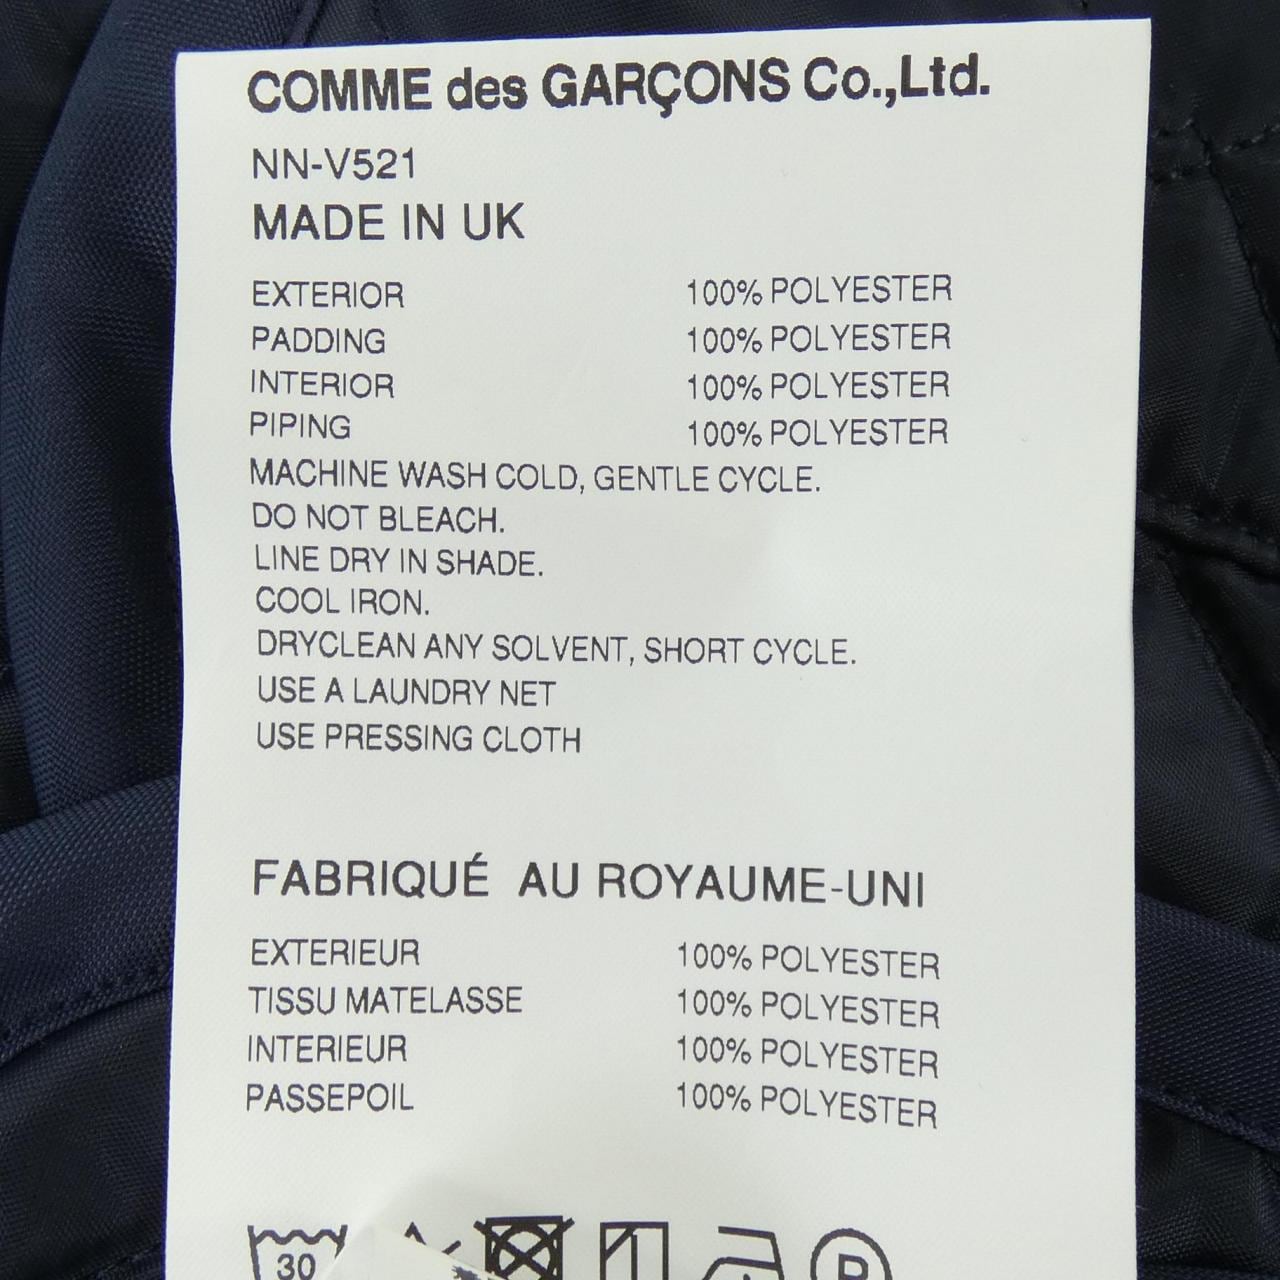 COMME des GARÇONS Co.,Ltd.
NN-V521
MADE IN UK
EXTERIOR 100% POLYESTER
PADDING 100% POLYESTER
INTERIOR 100% POLYESTER
PIPING 100% POLYESTER
MACHINE WASH COLD, GENTLE CYCLE.
DO NOT BLEACH.
LINE DRY IN SHADE.
COOL IRON.
DRYCLEAN ANY SOLVENT, SHORT CYCLE.
USE A LAUNDRY NET
USE PRESSING CLOTH
FABRIQUÉ AU ROYAUME-UNI
EXTERIEUR 100% POLYESTER
TISSU MATELASSE 100% POLYESTER
INTERIEUR 100% POLYESTER
PASSEPOIL 100% POLYESTER
30 P